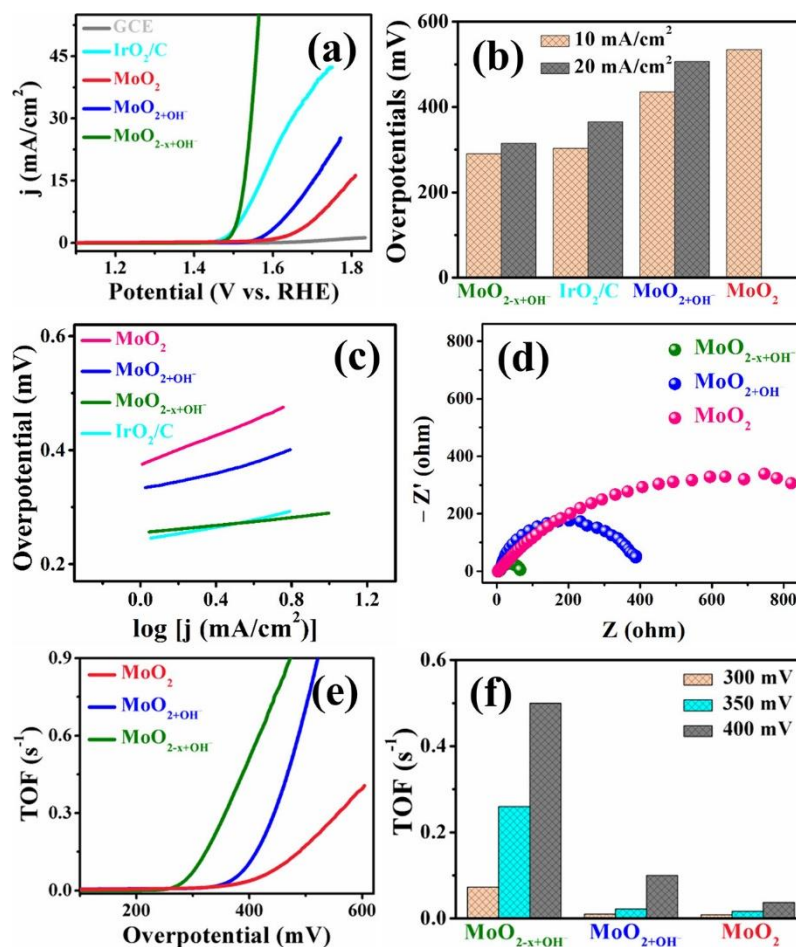 (a)
GCE
IrO₂/C
MoO₂
MoO₂₊OH⁻
MoO₂₋ₓ₊OH⁻
j (mA/cm²)
45
30
15
0
1.2 1.4 1.6 1.8
Potential (V vs. RHE)
(b)
10 mA/cm²
20 mA/cm²
Overpotentials (mV)
600
400
200
0
MoO₂₋ₓ₊OH⁻ IrO₂/C MoO₂₊OH⁻ MoO₂
(c)
MoO₂
MoO₂₊OH⁻
MoO₂₋ₓ₊OH⁻
IrO₂/C
Overpotential (mV)
0.6
0.4
0.2
0.0 0.4 0.8 1.2
log [j (mA/cm²)]
(d)
MoO₂₋ₓ₊OH⁻
MoO₂₊OH
MoO₂
− Z' (ohm)
800
600
400
200
0
0 200 400 600 800
Z (ohm)
(e)
MoO₂
MoO₂₊OH⁻
MoO₂₋ₓ₊OH⁻
TOF (s⁻¹)
0.9
0.6
0.3
0.0
200 400 600
Overpotential (mV)
(f)
300 mV
350 mV
400 mV
TOF (s⁻¹)
0.6
0.4
0.2
0.0
MoO₂₋ₓ₊OH⁻ MoO₂₊OH⁻ MoO₂